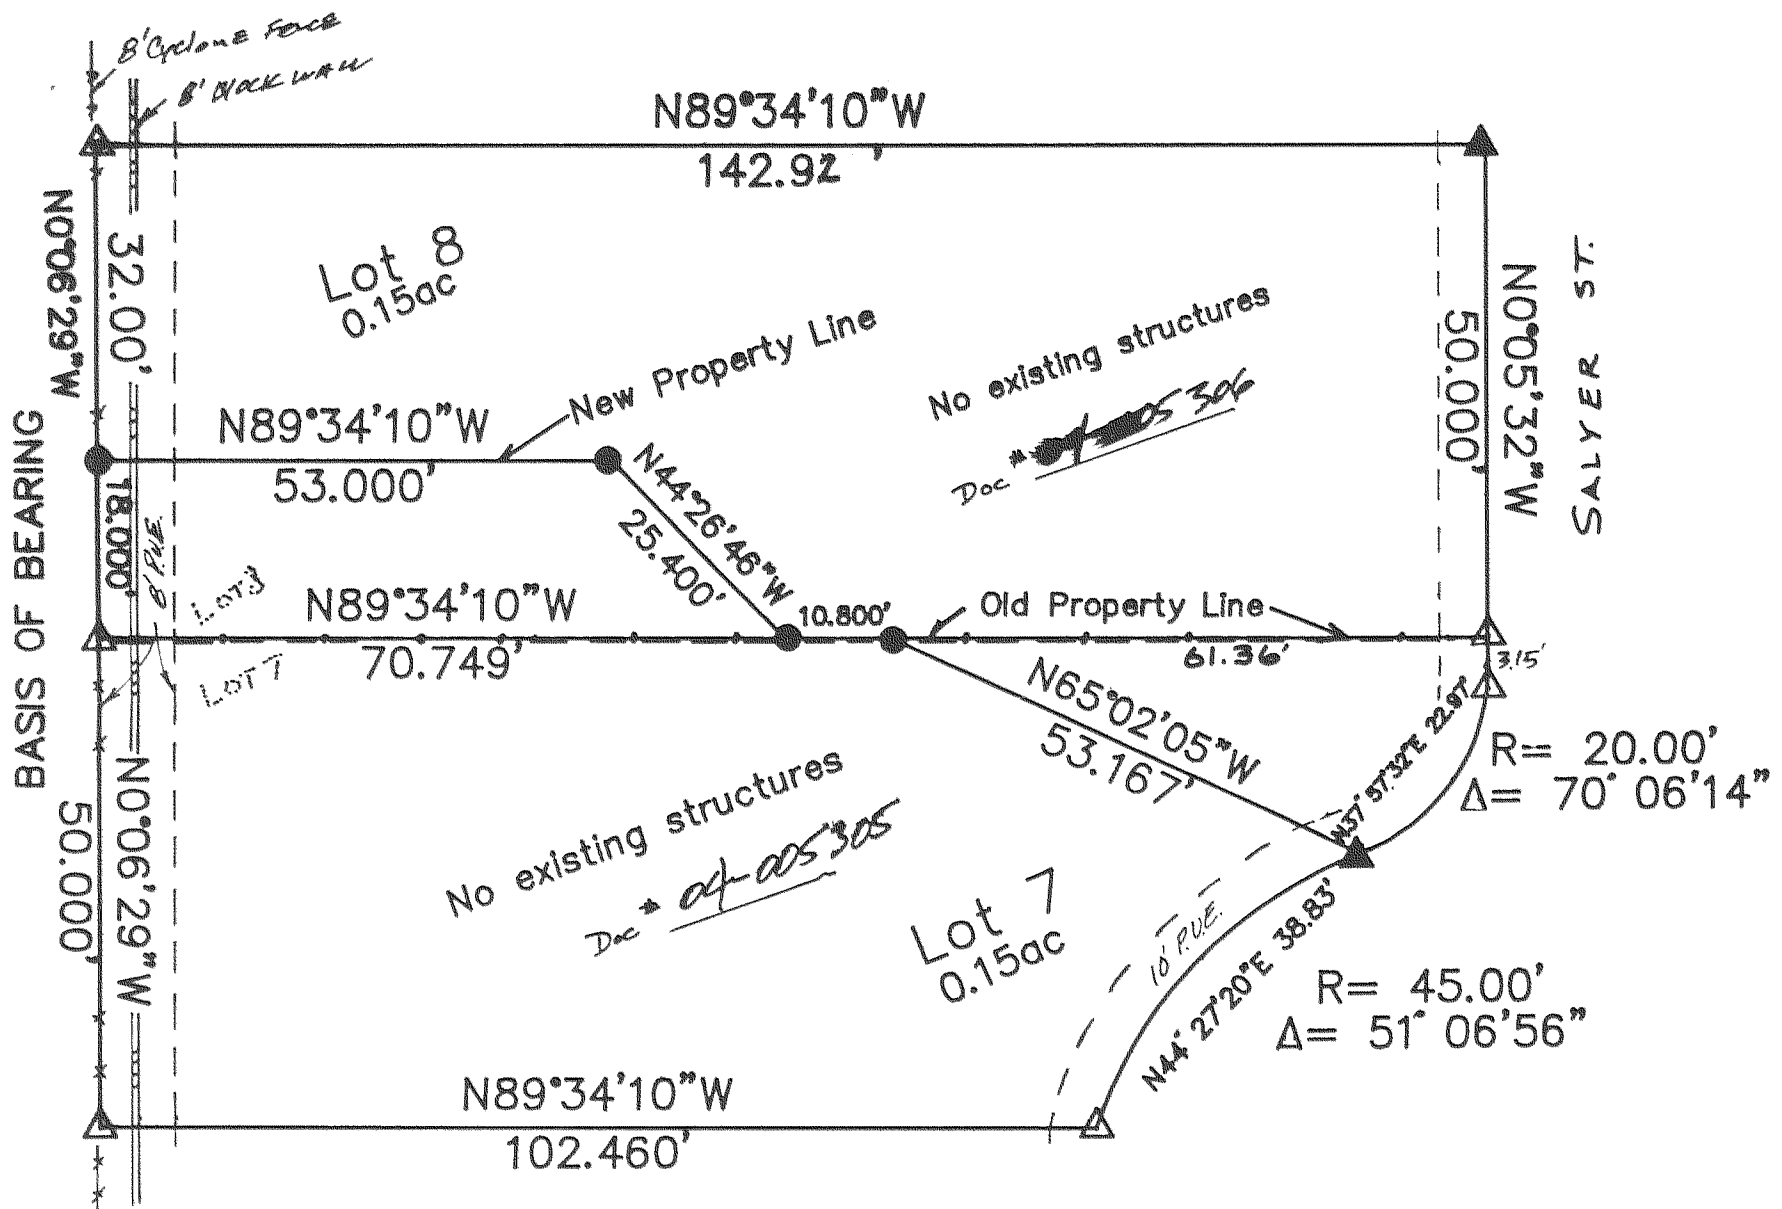 8' Cyclone Fence
8' Block wall
N89°34'10"W
142.92'
N0°06'29"W
32.00'
Lot 8
0.15ac
New Property Line
No existing structures
Doc # 05306
N0°05'32"W
50.000'
SALYER ST.
N89°34'10"W
53.000'
N44°26'46"W
25.400'
BASIS OF BEARING
18.000'
8' P.U.E.
Lot 8
N89°34'10"W
70.749'
10.800'
Old Property Line
61.36'
3.15'
LOT 7
N65°02'05"W
53.167'
N37° 57'32"E 22.97'
R= 20.00'
Δ= 70° 06'14"
No existing structures
Doc # 04-005305
N0°06'29"W
50.000'
Lot 7
0.15ac
10' P.U.E.
N44° 27'20"E 38.83'
R= 45.00'
Δ= 51° 06'56"
N89°34'10"W
102.460'